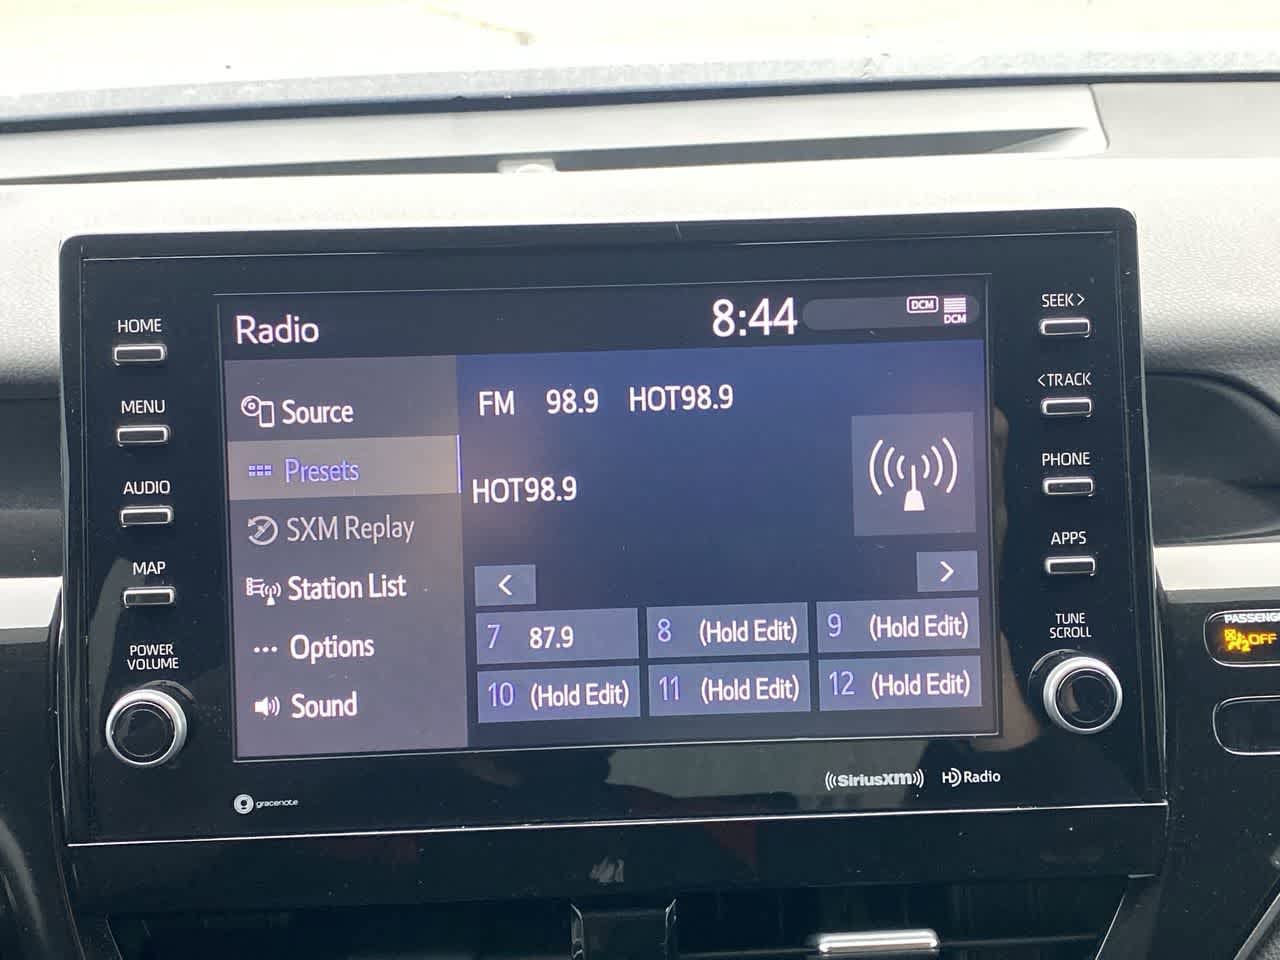 HOME
MENU
AUDIO
MAP
POWER
VOLUME
Radio
8:44
DCM
DCM
Source
Presets
SXM Replay
Station List
Options
Sound
FM 98.9 HOT98.9
HOT98.9
<
>
7 87.9
8 (Hold Edit)
9 (Hold Edit)
10 (Hold Edit)
11 (Hold Edit)
12 (Hold Edit)
SEEK>
<TRACK
PHONE
APPS
TUNE
SCROLL
gracenote
((SiriusXM))
HD Radio
PASSENG
2 OFF